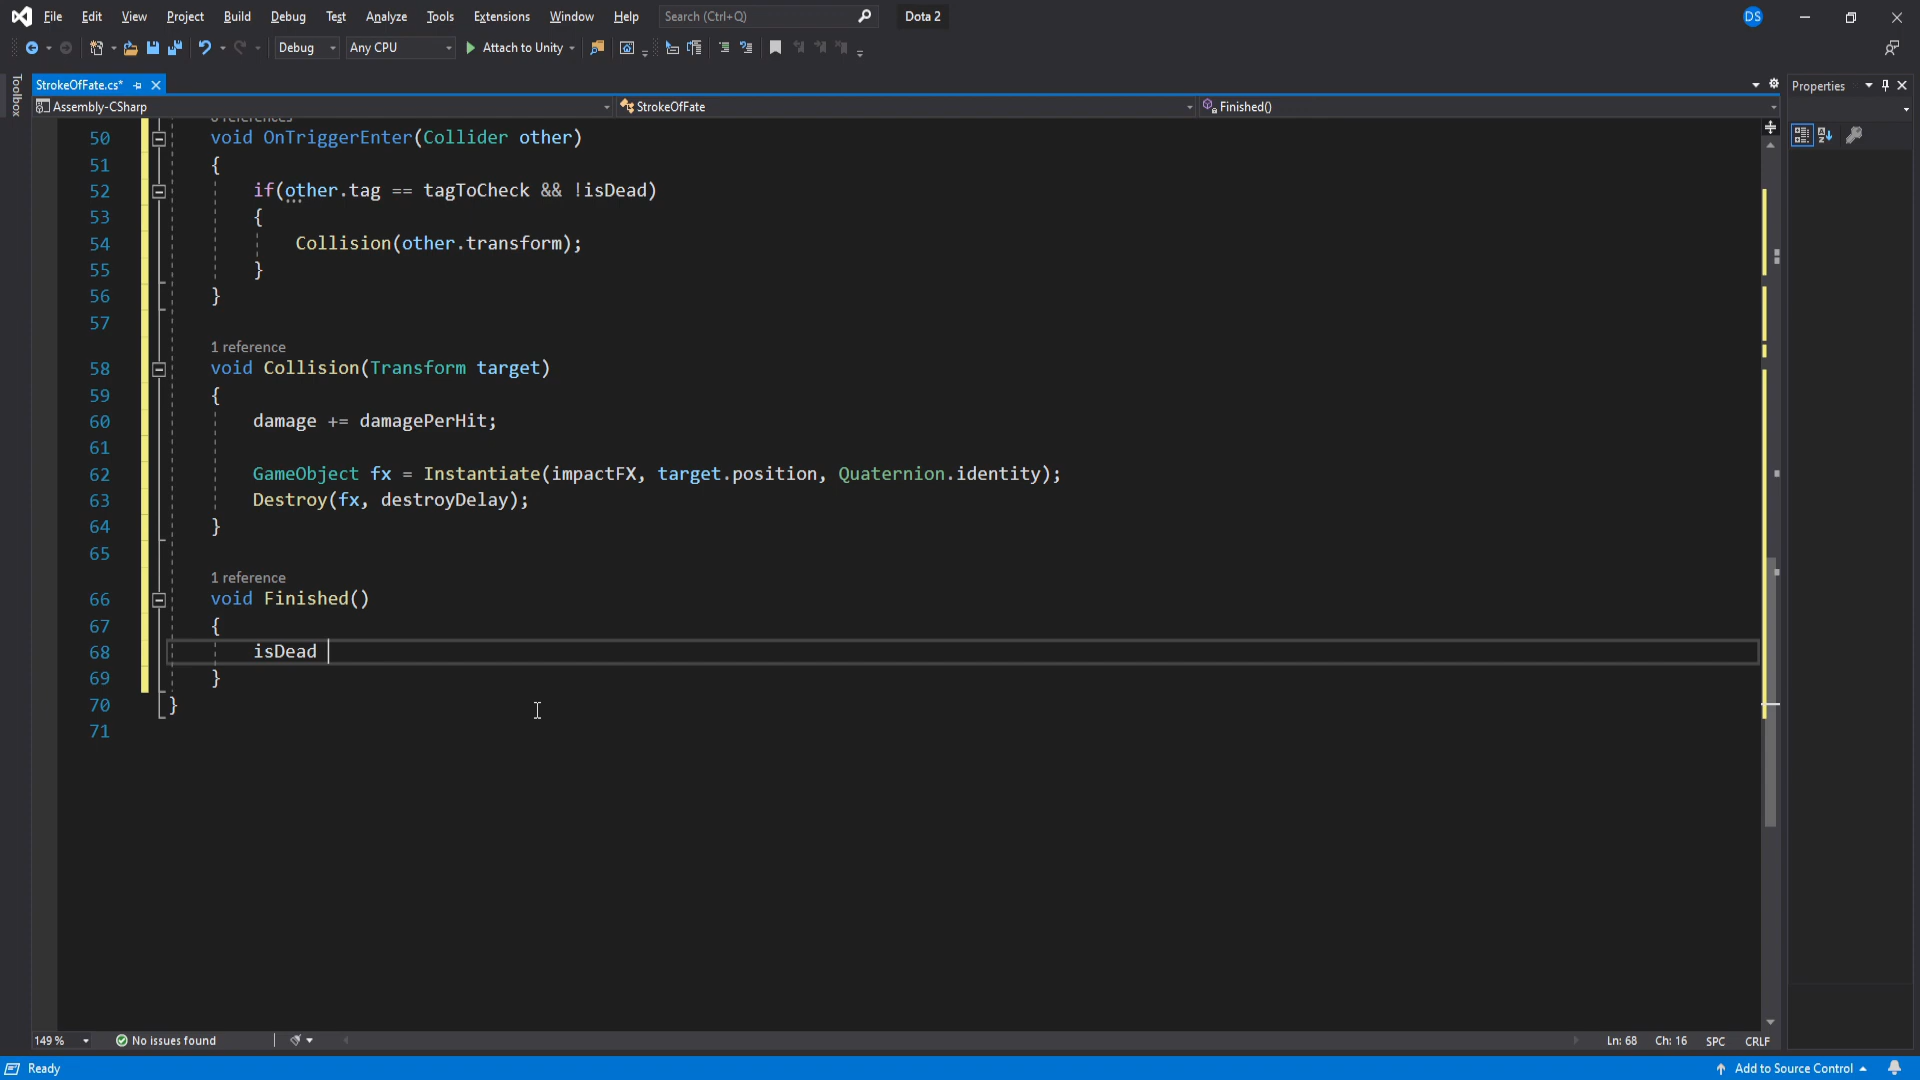 File Edit View Project Build Debug Test Analyze Tools Extensions Window Help Search (Ctrl+Q) Dota 2 DS
Debug Any CPU Attach to Unity
Toolbox
StrokeOfFate.cs*
Properties
Assembly-CSharp StrokeOfFate Finished()
50 void OnTriggerEnter(Collider other)
51 {
52 if(other.tag == tagToCheck && !isDead)
53 {
54 Collision(other.transform);
55 }
56 }
57
1 reference
58 void Collision(Transform target)
59 {
60 damage += damagePerHit;
61
62 GameObject fx = Instantiate(impactFX, target.position, Quaternion.identity);
63 Destroy(fx, destroyDelay);
64 }
65
1 reference
66 void Finished()
67 {
68 isDead
69 }
70 }
71
149 % No issues found Ln: 68 Ch: 16 SPC CRLF
Ready Add to Source Control